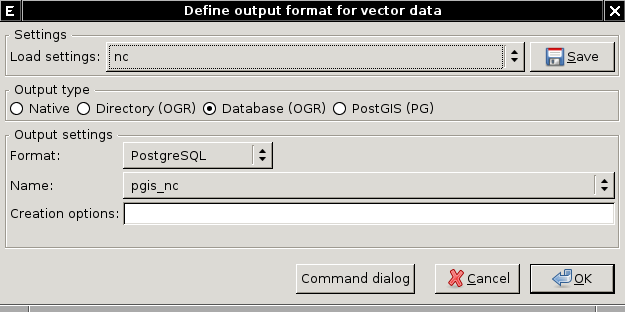 E Define output format for vector data X
Settings
Load settings: nc Save
Output type
Native Directory (OGR) Database (OGR) PostGIS (PG)
Output settings
Format: PostgreSQL
Name: pgis_nc
Creation options:
Command dialog Cancel OK